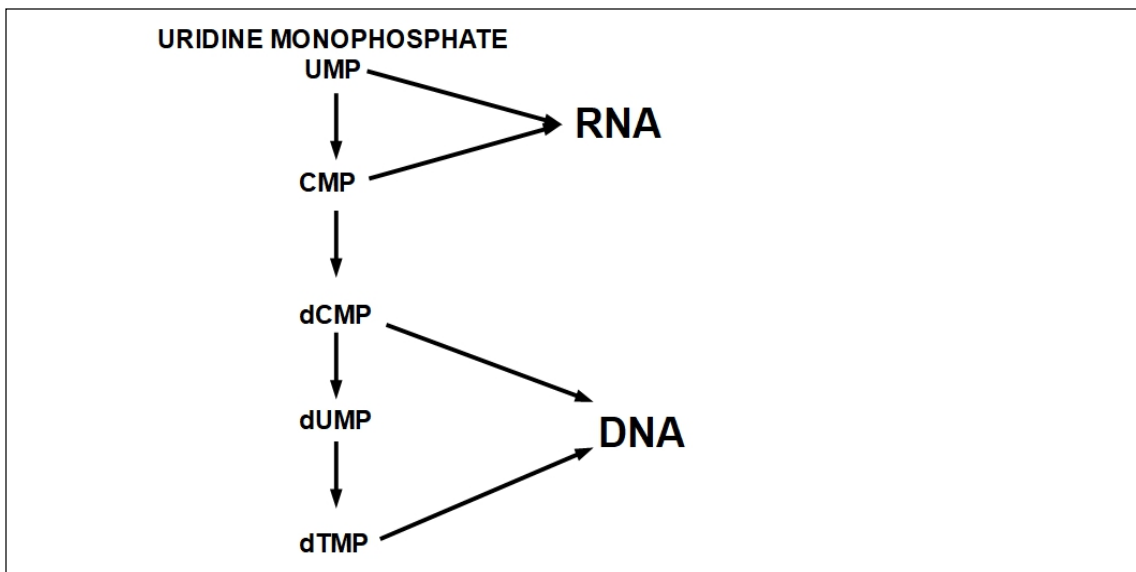 URIDINE MONOPHOSPHATE
UMP
RNA
CMP
dCMP
dUMP
DNA
dTMP